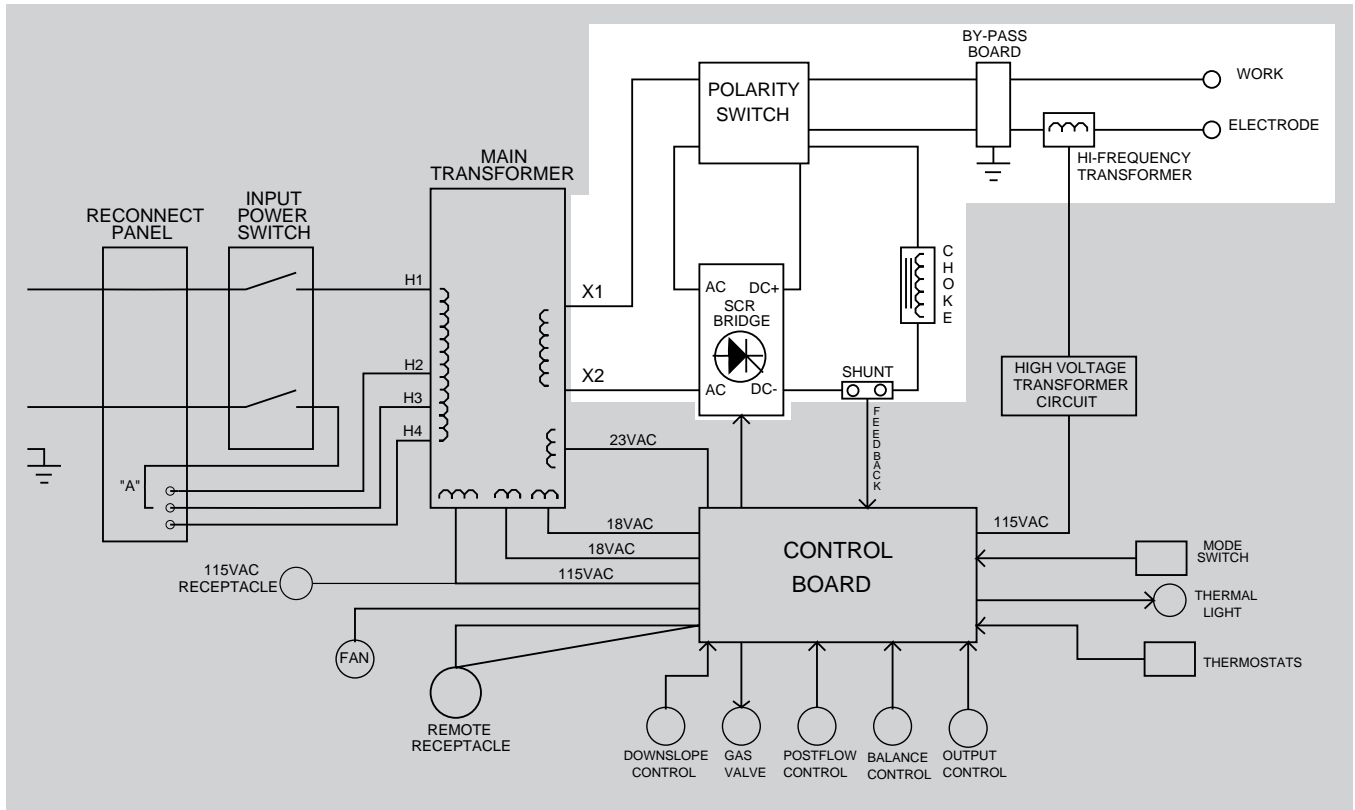 BY-PASS
BOARD
WORK
POLARITY
SWITCH
ELECTRODE
HI-FREQUENCY
TRANSFORMER
MAIN
TRANSFORMER
INPUT
POWER
SWITCH
RECONNECT
PANEL
H1
H2
H3
H4
X1
X2
AC
DC+
SCR
BRIDGE
AC
DC-
CHOKE
SHUNT
FEEDBACK
HIGH VOLTAGE
TRANSFORMER
CIRCUIT
"A"
23VAC
18VAC
18VAC
115VAC
115VAC
RECEPTACLE
CONTROL
BOARD
115VAC
MODE
SWITCH
THERMAL
LIGHT
THERMOSTATS
FAN
REMOTE
RECEPTACLE
DOWNSLOPE
CONTROL
GAS
VALVE
POSTFLOW
CONTROL
BALANCE
CONTROL
OUTPUT
CONTROL